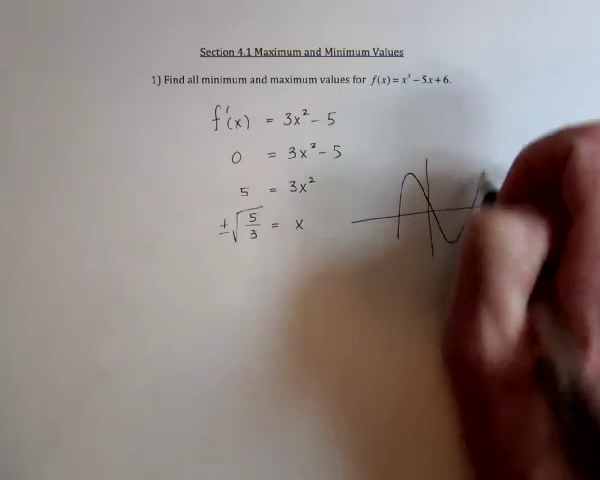 Section 4.1 Maximum and Minimum Values
1) Find all minimum and maximum values for f(x) = x³ – 5x + 6.
f'(x) = 3x² – 5
0 = 3x² – 5
5 = 3x²
±√(5/3) = x